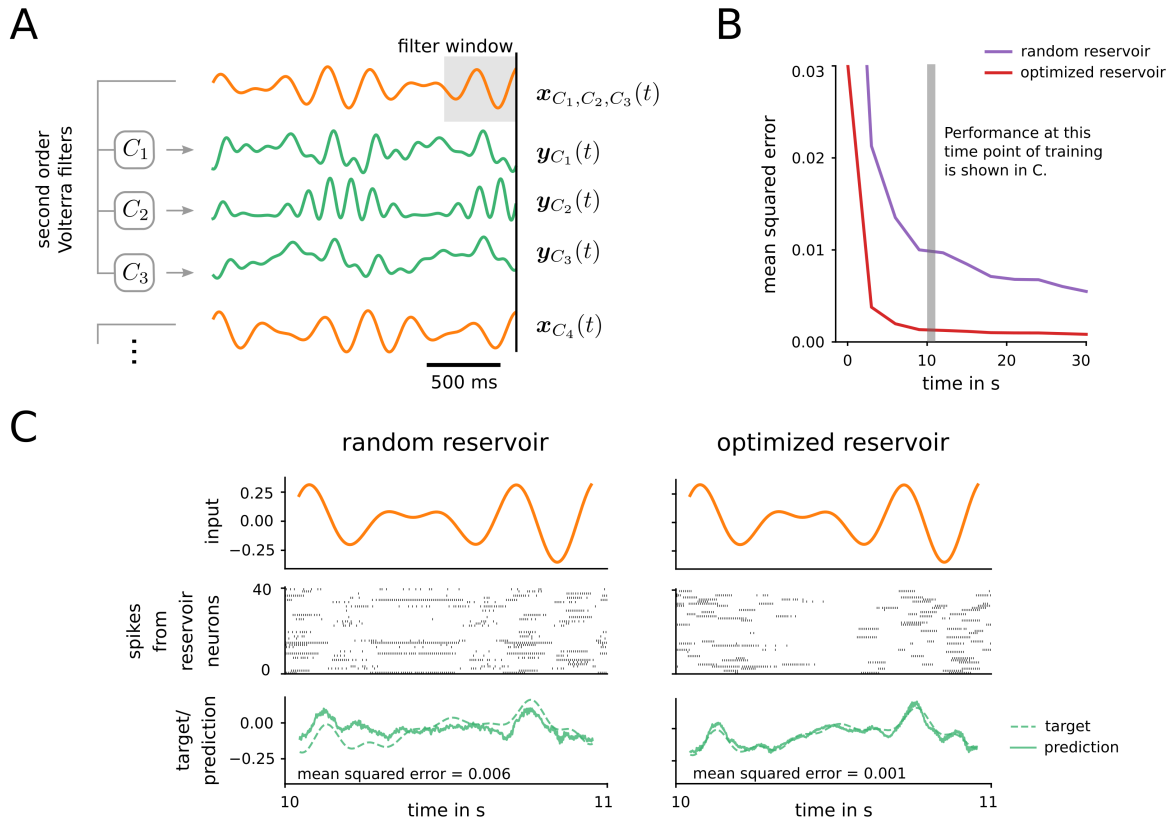 A
filter window
second order
Volterra filters
C1
C2
C3
⋮
x_{C1,C2,C3}(t)
y_{C1}(t)
y_{C2}(t)
y_{C3}(t)
x_{C4}(t)
500 ms
B
random reservoir
optimized reservoir
mean squared error
0.03
0.02
0.01
0.00
Performance at this
time point of training
is shown in C.
0
10
20
30
time in s
C
random reservoir
optimized reservoir
input
0.25
0.00
−0.25
spikes
from
reservoir
neurons
40
0
target/
prediction
0.00
−0.25
mean squared error = 0.006
mean squared error = 0.001
target
prediction
10
11
time in s
10
11
time in s